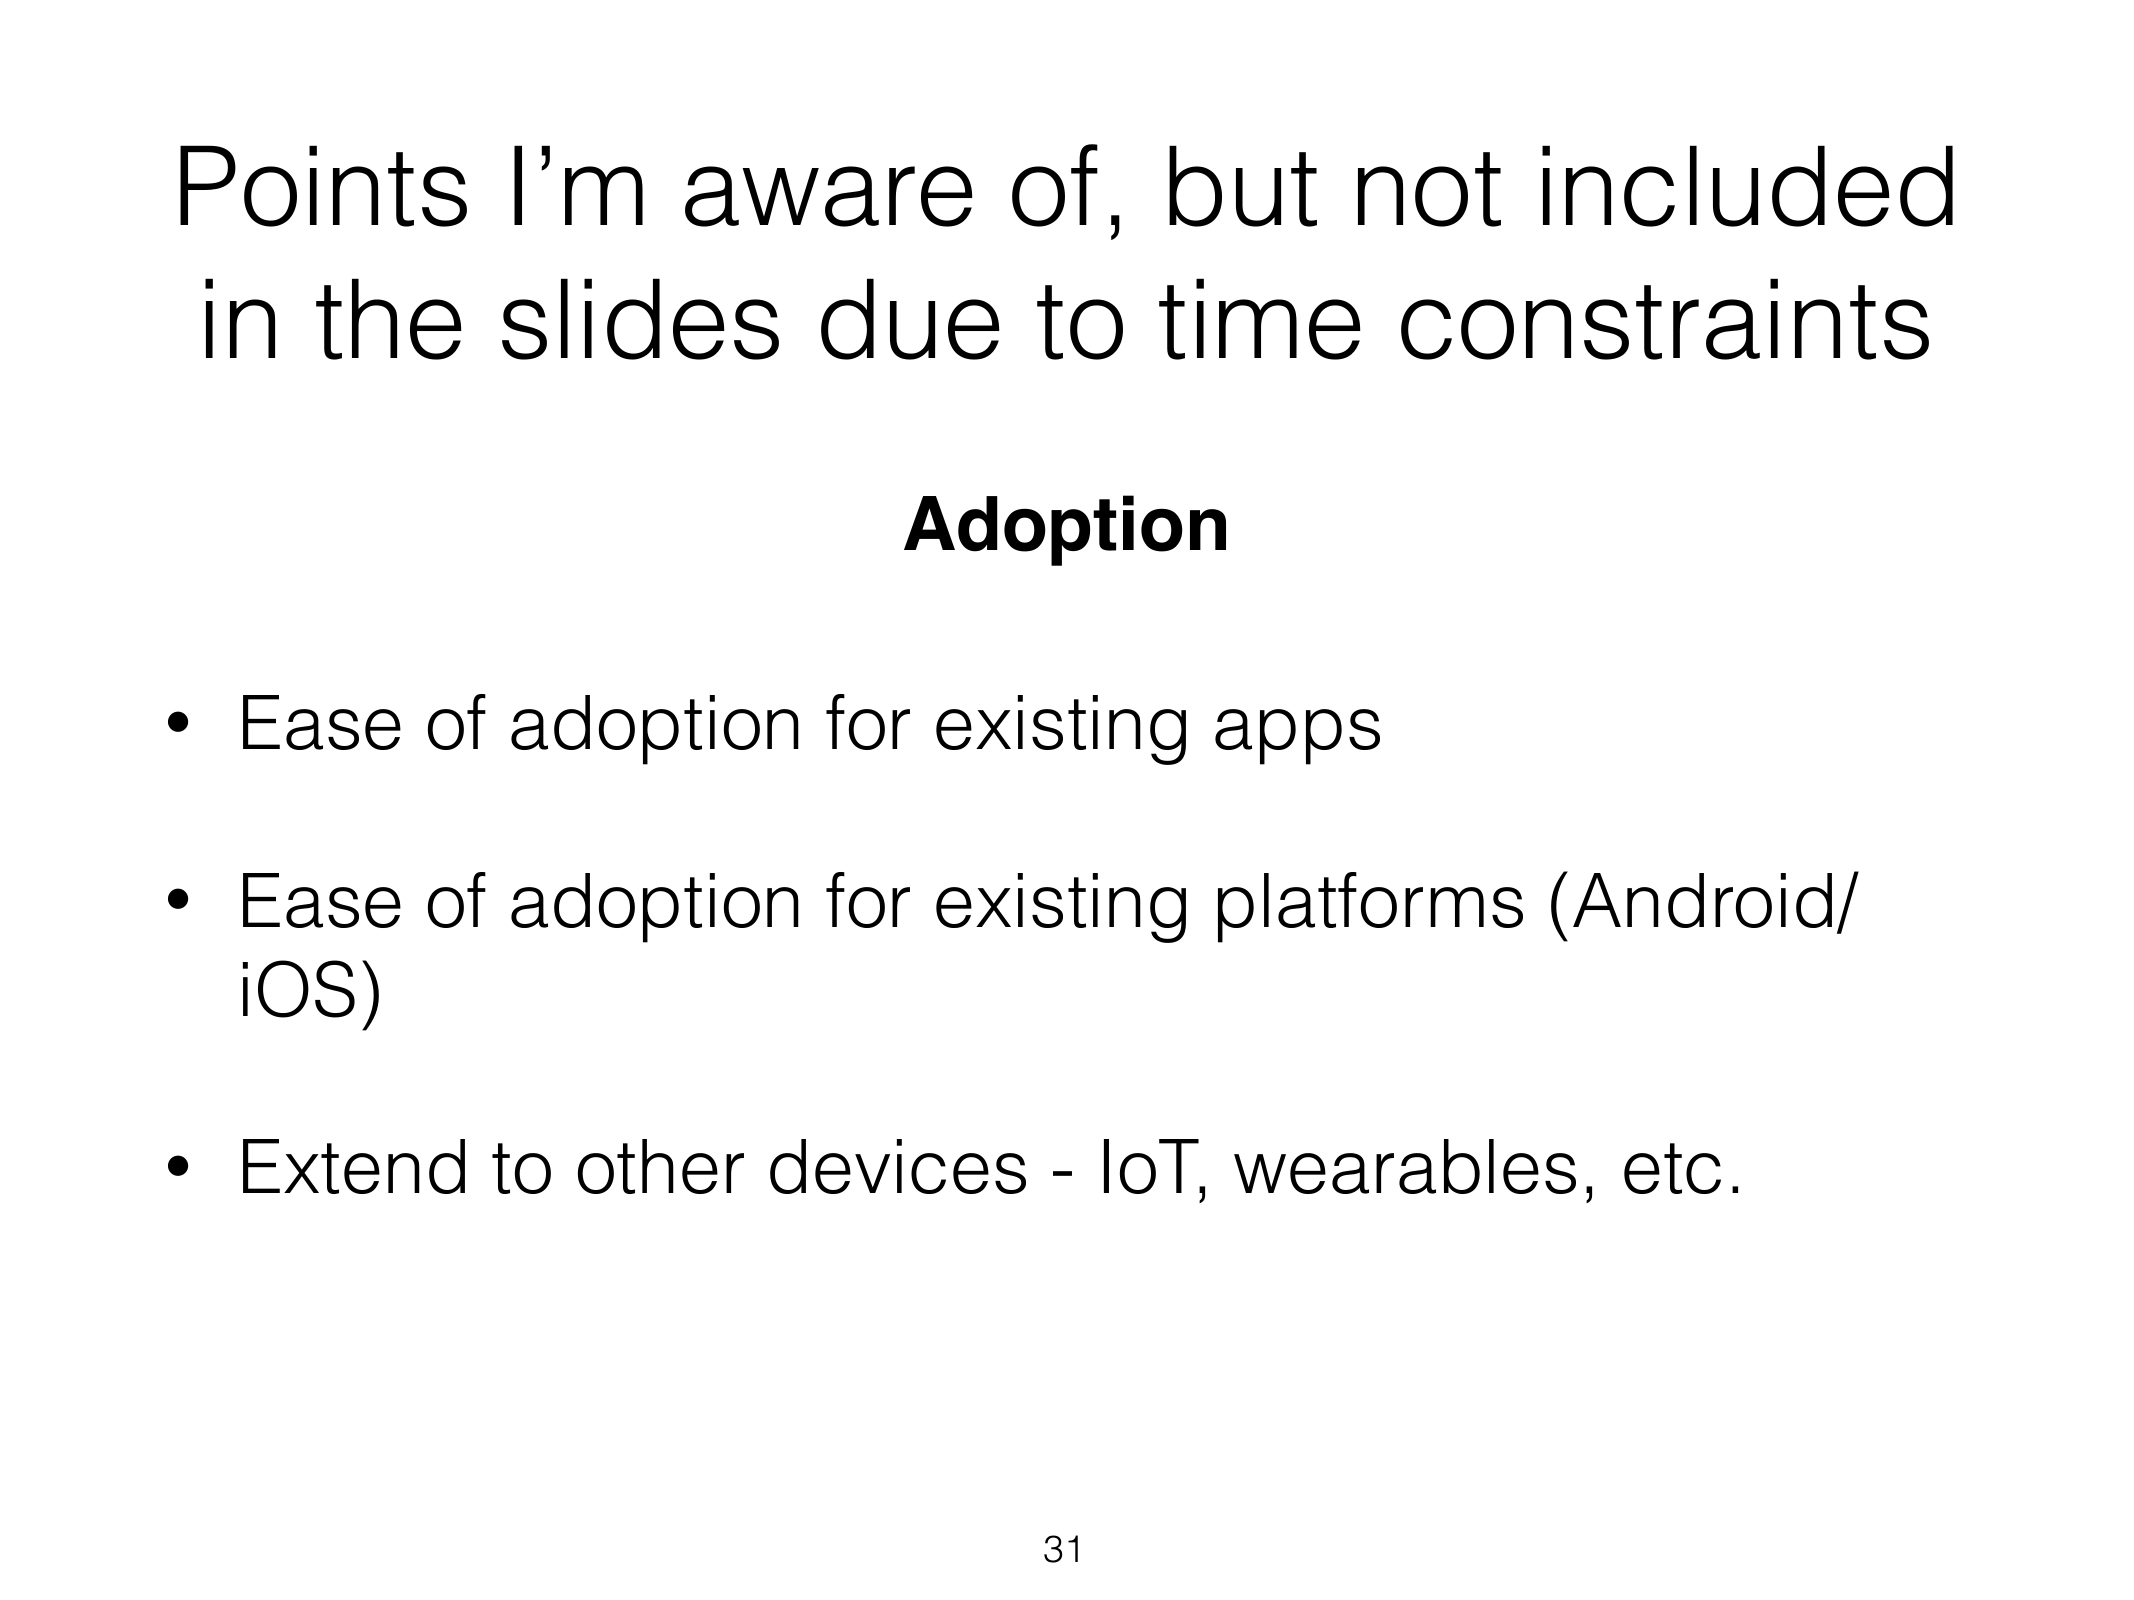 Points I’m aware of, but not included
in the slides due to time constraints
Adoption
• Ease of adoption for existing apps
• Ease of adoption for existing platforms (Android/
iOS)
• Extend to other devices - IoT, wearables, etc.
31